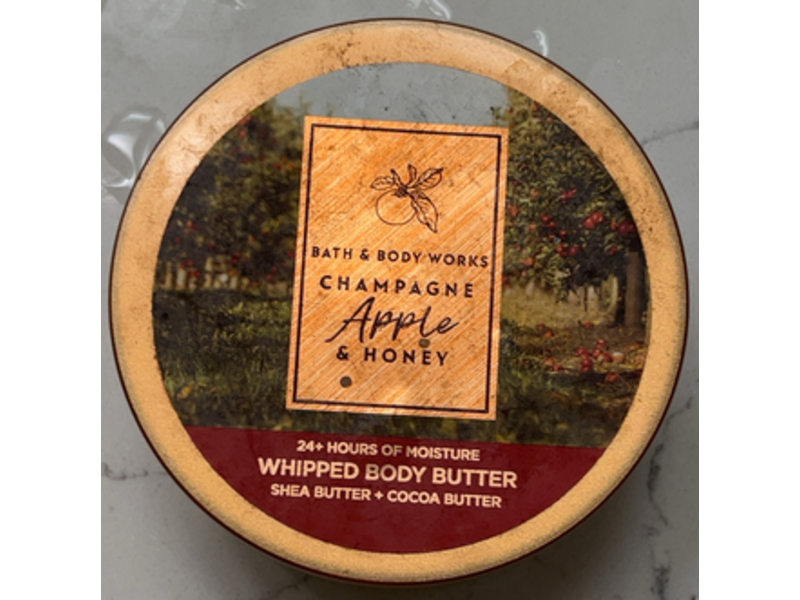 BATH & BODY WORKS
CHAMPAGNE
Apple
& HONEY
24+ HOURS OF MOISTURE
WHIPPED BODY BUTTER
SHEA BUTTER + COCOA BUTTER